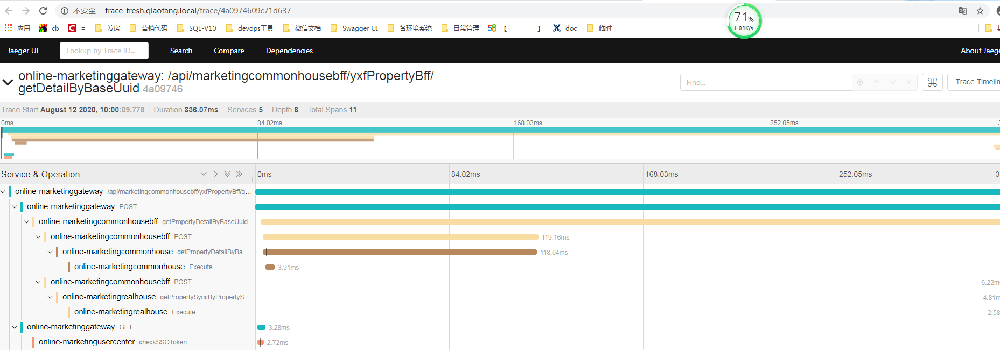 不安全 trace-fresh.qiaofang.local/trace/4a0974609c71d637
71%
0.1K/s
应用 cb = 发房 营销代码 SQL-V10 devops工具 微信文档 Swagger UI 各环境系统 日常管理 58 【 】 doc 临时
Jaeger UI Lookup by Trace ID... Search Compare Dependencies About Jaege
online-marketinggateway: /api/marketingcommonhousebff/yxfPropertyBff/
getDetailByBaseUuid 4a09746
Find... Trace Timelin
Trace Start August 12 2020, 10:00:09.778 Duration 336.07ms Services 5 Depth 6 Total Spans 11
0ms 84.02ms 168.03ms 252.05ms 3
Service & Operation 0ms 84.02ms 168.03ms 252.05ms 3
online-marketinggateway /api/marketingcommonhousebff/yxfPropertyBff/g...
online-marketinggateway POST
online-marketingcommonhousebff getPropertyDetailByBaseUuid
online-marketingcommonhousebff POST 119.16ms
online-marketingcommonhouse getPropertyDetailByBa... 118.64ms
online-marketingcommonhouse Execute 3.91ms
online-marketingcommonhousebff POST 6.22ms
online-marketingrealhouse getPropertySyncByPropertyS... 4.81m
online-marketingrealhouse Execute 2.58
online-marketinggateway GET 3.28ms
online-marketingusercenter checkSSOToken 2.72ms